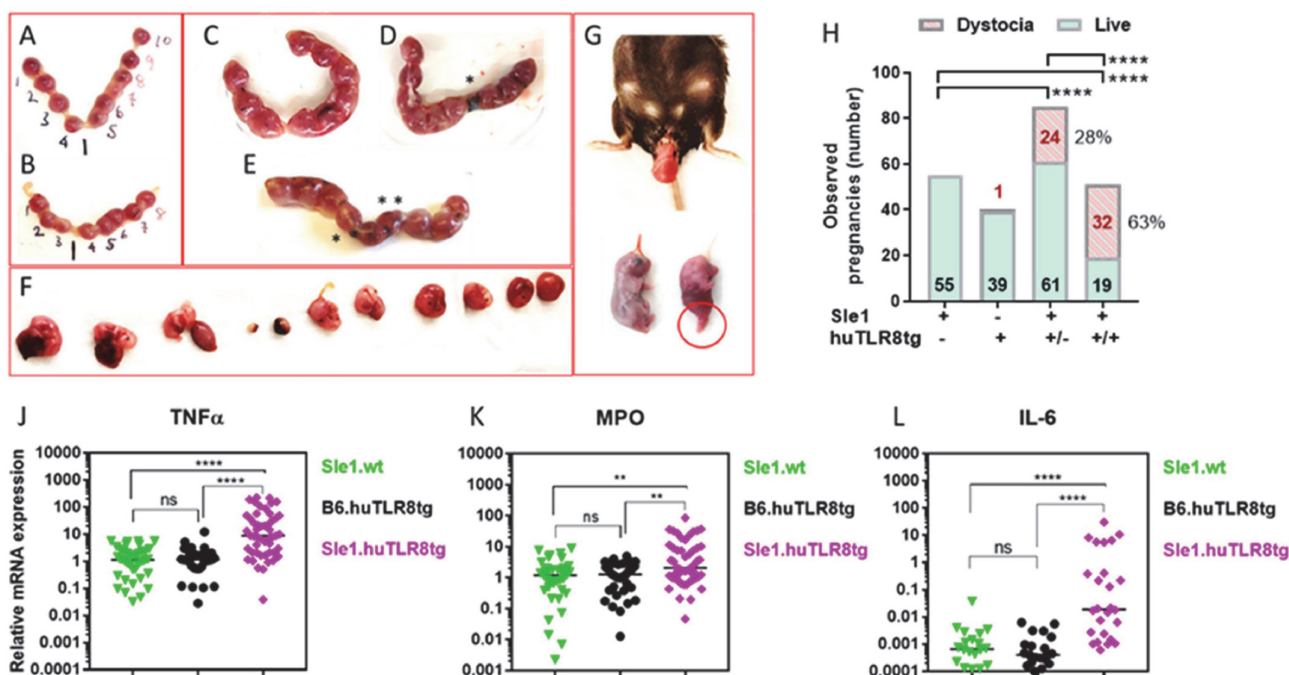 A
1
2
3
4
5
6
7
8
9
10
B
1
2
3
4
5
6
7
8
C
D
*
E
*
* *
F
G
H
Dystocia Live
****
****
****
Observed
pregnancies (number)
100
80
60
40
20
0
55
1
39
24
28%
61
32
63%
19
Sle1 + - + +
huTLR8tg - + +/- +/+
J TNFα
Relative mRNA expression
10000
1000
100
10
1
0.1
0.01
0.001
0.0001
****
****
ns
Sle1.wt
B6.huTLR8tg
Sle1.huTLR8tg
K MPO
10000
1000
100
10
1
0.1
0.01
0.001
0.0001
**
**
ns
Sle1.wt
B6.huTLR8tg
Sle1.huTLR8tg
L IL-6
10000
1000
100
10
1
0.1
0.01
0.001
0.0001
****
****
ns
Sle1.wt
B6.huTLR8tg
Sle1.huTLR8tg